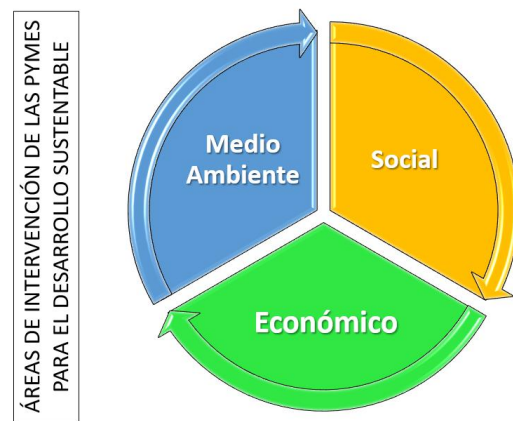 ÁREAS DE INTERVENCIÓN DE LAS PYMES
PARA EL DESARROLLO SUSTENTABLE
Medio
Ambiente
Social
Económico